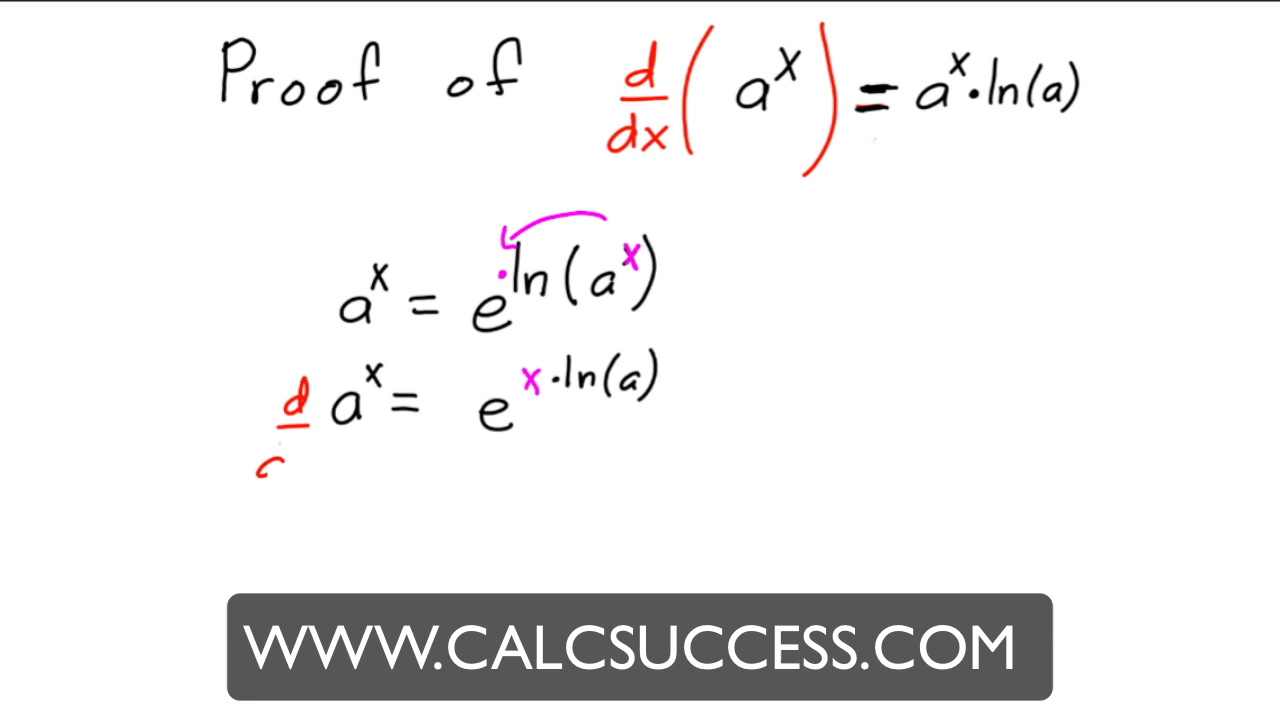 Proof of d/dx ( a^x ) = a^x · ln(a)
a^x = e^·ln(a^x)
d a^x = e^x·ln(a)
WWW.CALCSUCCESS.COM